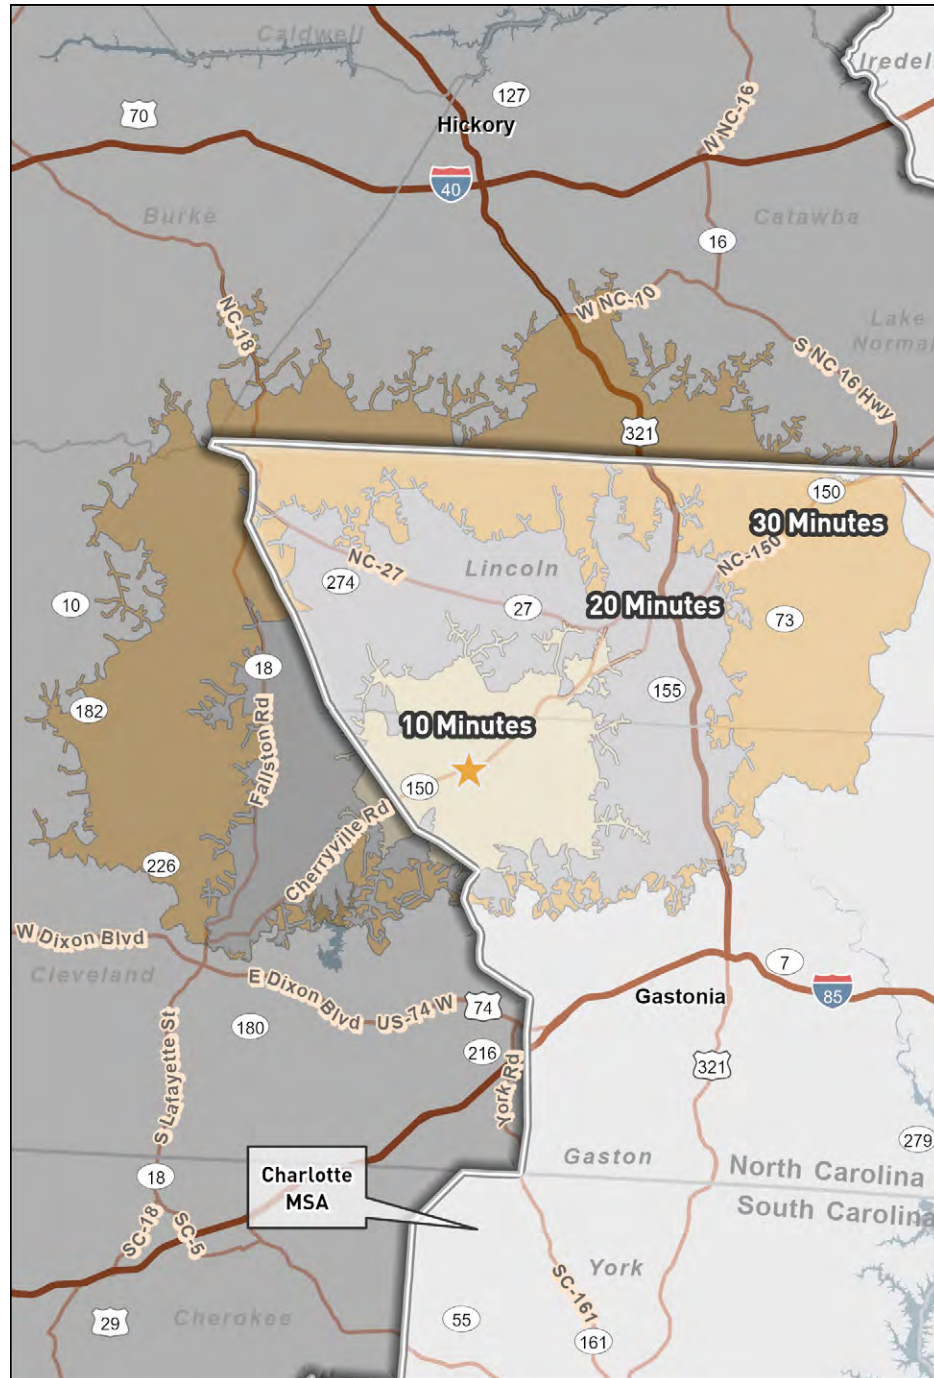 Caldwell
Iredell
127
70
Hickory
N NC-16
40
Burke
Catawba
16
NC-18
W NC-10
Lake
Norman
S NC 16 Hwy
321
150
30 Minutes
NC-150
NC-27
Lincoln
274
10
27
20 Minutes
73
18
155
182
Fallston Rd
10 Minutes
150
Cherryville Rd
226
W Dixon Blvd
Cleveland
E Dixon Blvd
US-74 W
74
7
85
Gastonia
180
216
York Rd
S Lafayette St
321
279
Gaston
North Carolina
South Carolina
Charlotte
MSA
18
SC-18
SC-5
York
SC-161
29
Cherokee
55
161